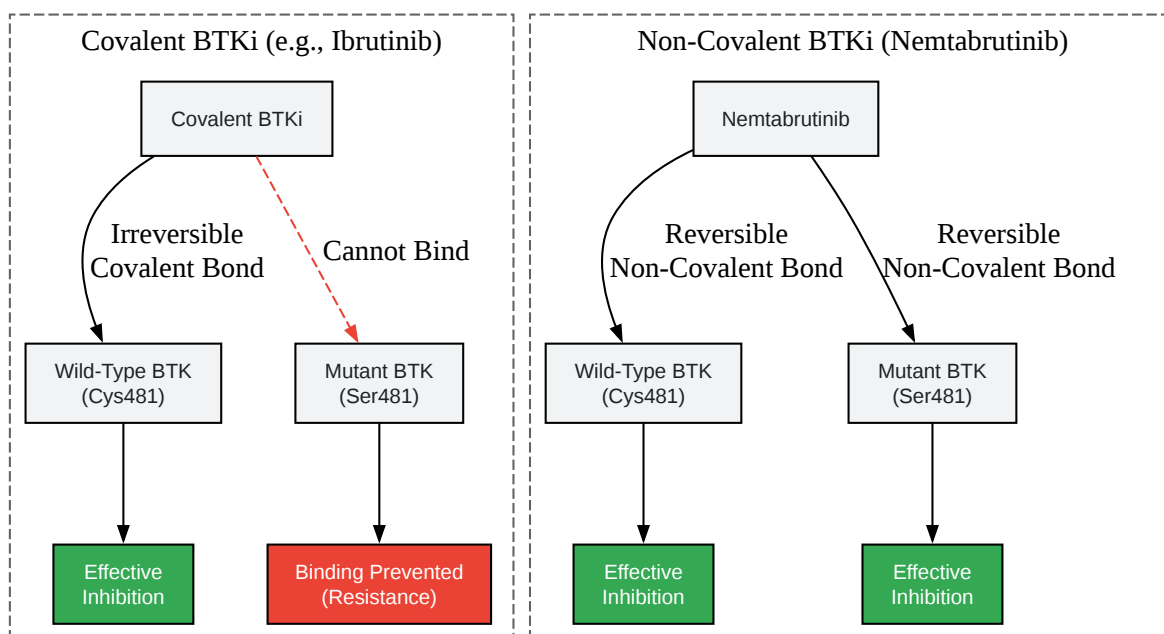 Covalent BTKi (e.g., Ibrutinib)
Covalent BTKi
Irreversible
Covalent Bond
Cannot Bind
Wild-Type BTK
(Cys481)
Mutant BTK
(Ser481)
Effective
Inhibition
Binding Prevented
(Resistance)
Non-Covalent BTKi (Nemtabrutinib)
Nemtabrutinib
Reversible
Non-Covalent Bond
Reversible
Non-Covalent Bond
Wild-Type BTK
(Cys481)
Mutant BTK
(Ser481)
Effective
Inhibition
Effective
Inhibition